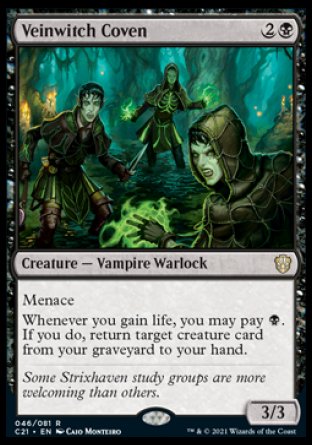 Veinwitch Coven 2
Creature — Vampire Warlock
Menace
Whenever you gain life, you may pay .
If you do, return target creature card
from your graveyard to your hand.
Some Strixhaven study groups are more
welcoming than others.
3/3
046/081 R
C21 • EN Caio Monteiro
™ & © 2021 Wizards of the Coast